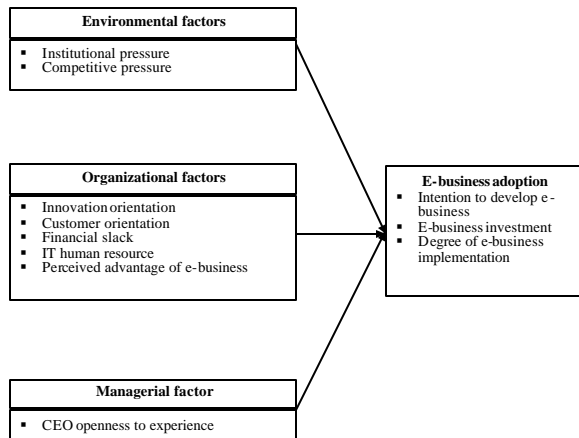 Environmental factors
▪ Institutional pressure
▪ Competitive pressure
Organizational factors
▪ Innovation orientation
▪ Customer orientation
▪ Financial slack
▪ IT human resource
▪ Perceived advantage of e-business
E-business adoption
▪ Intention to develop e-
business
▪ E-business investment
▪ Degree of e-business
implementation
Managerial factor
▪ CEO openness to experience